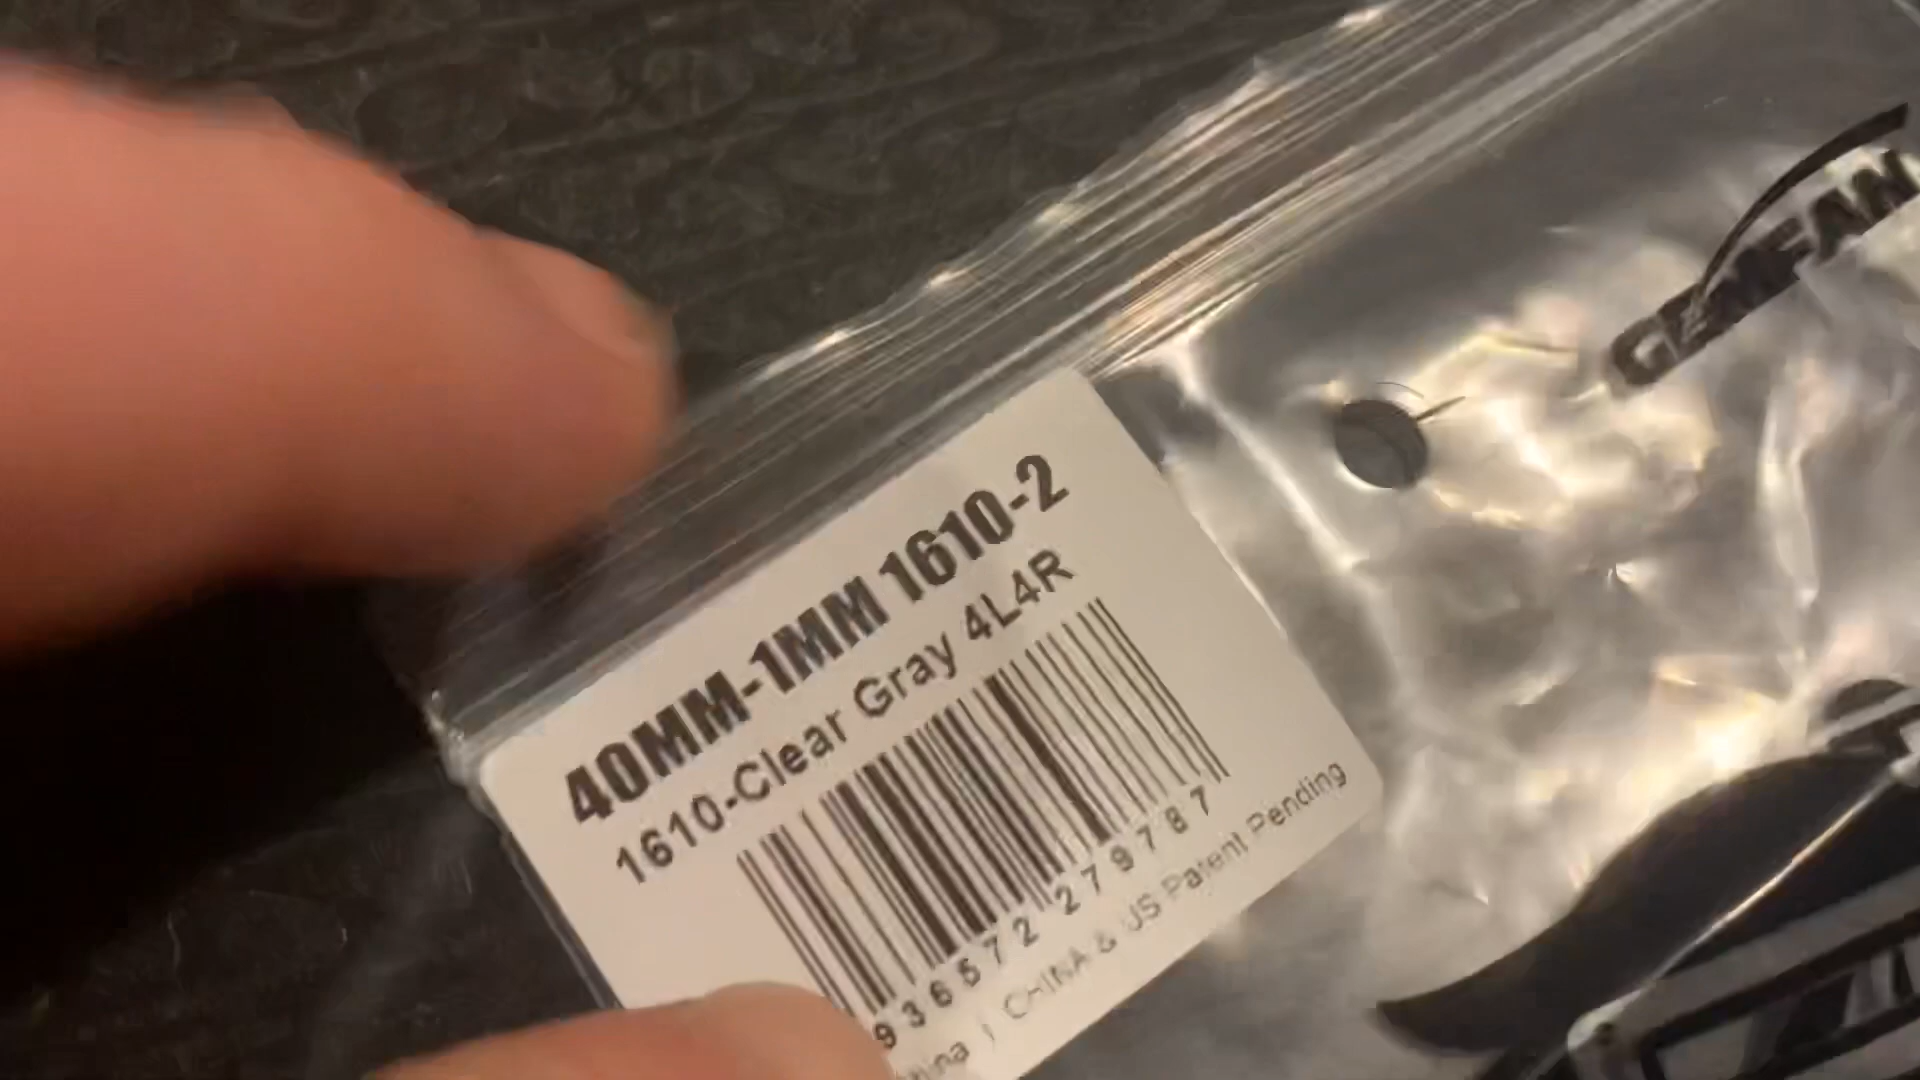 GEMFAN
40MM-1MM 1610-2
1610-Clear Gray 4L4R
936572 279787
CHINA & US Patent Pending